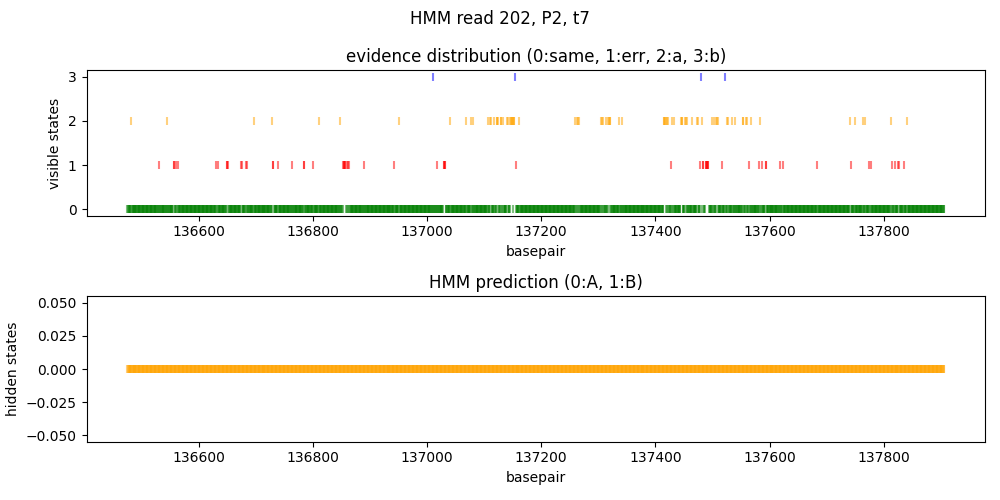 HMM read 202, P2, t7
evidence distribution (0:same, 1:err, 2:a, 3:b)
visible states
3
2
1
0
136600 136800 137000 137200 137400 137600 137800
basepair
HMM prediction (0:A, 1:B)
hidden states
0.050
0.025
0.000
−0.025
−0.050
136600 136800 137000 137200 137400 137600 137800
basepair